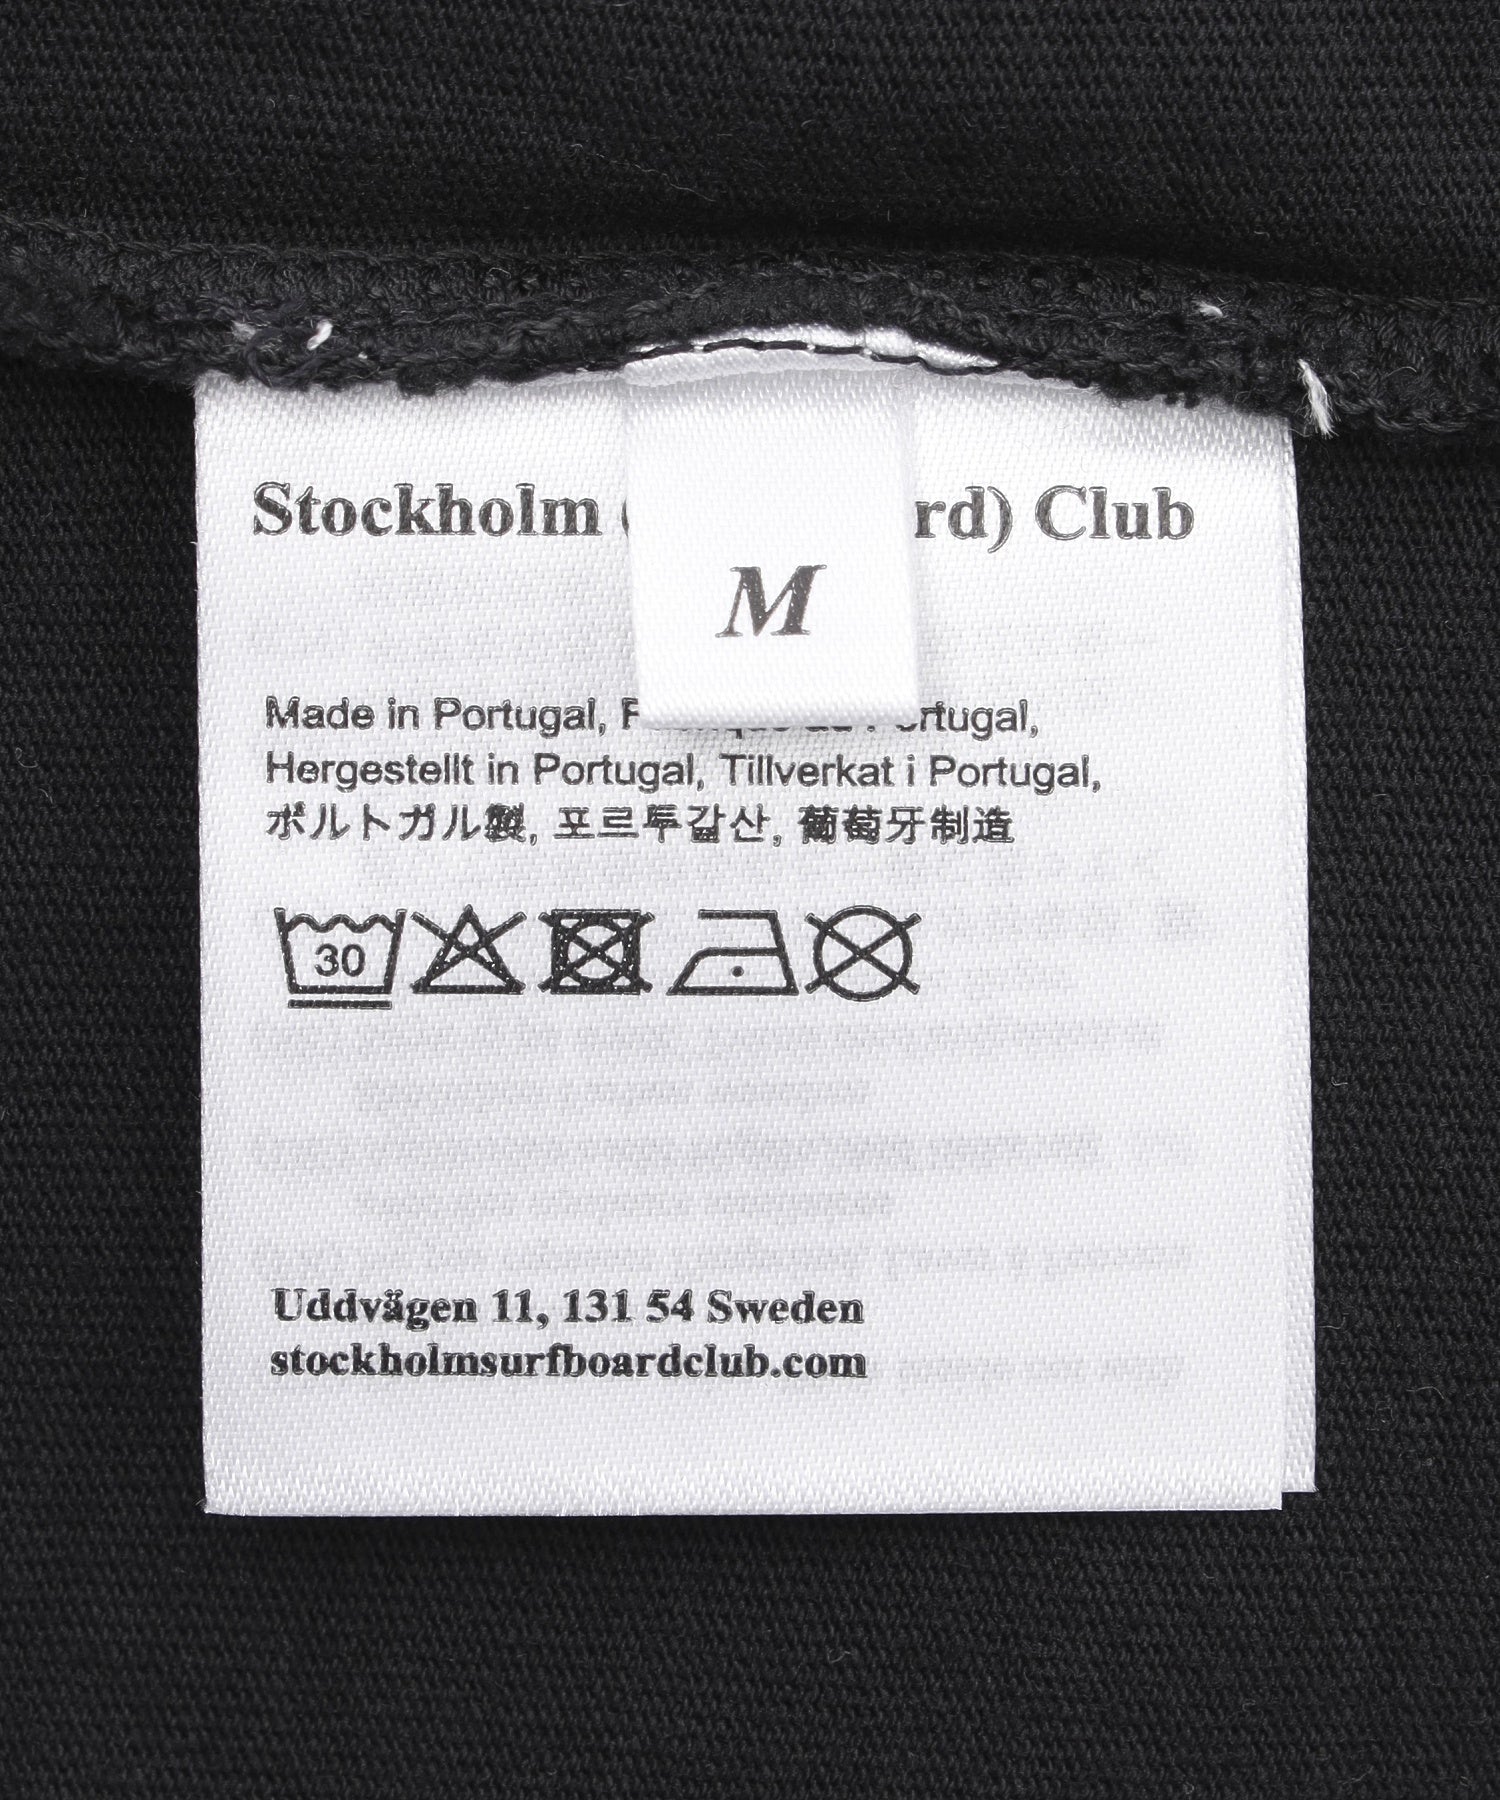 Stockholm ( rd) Club
M
Made in Portugal, Portugal,
Hergestellt in Portugal, Tillverkat i Portugal,
ポルトガル製, 포르투갈산, 葡萄牙制造
30
Uddvägen 11, 131 54 Sweden
stockholmsurfboardclub.com